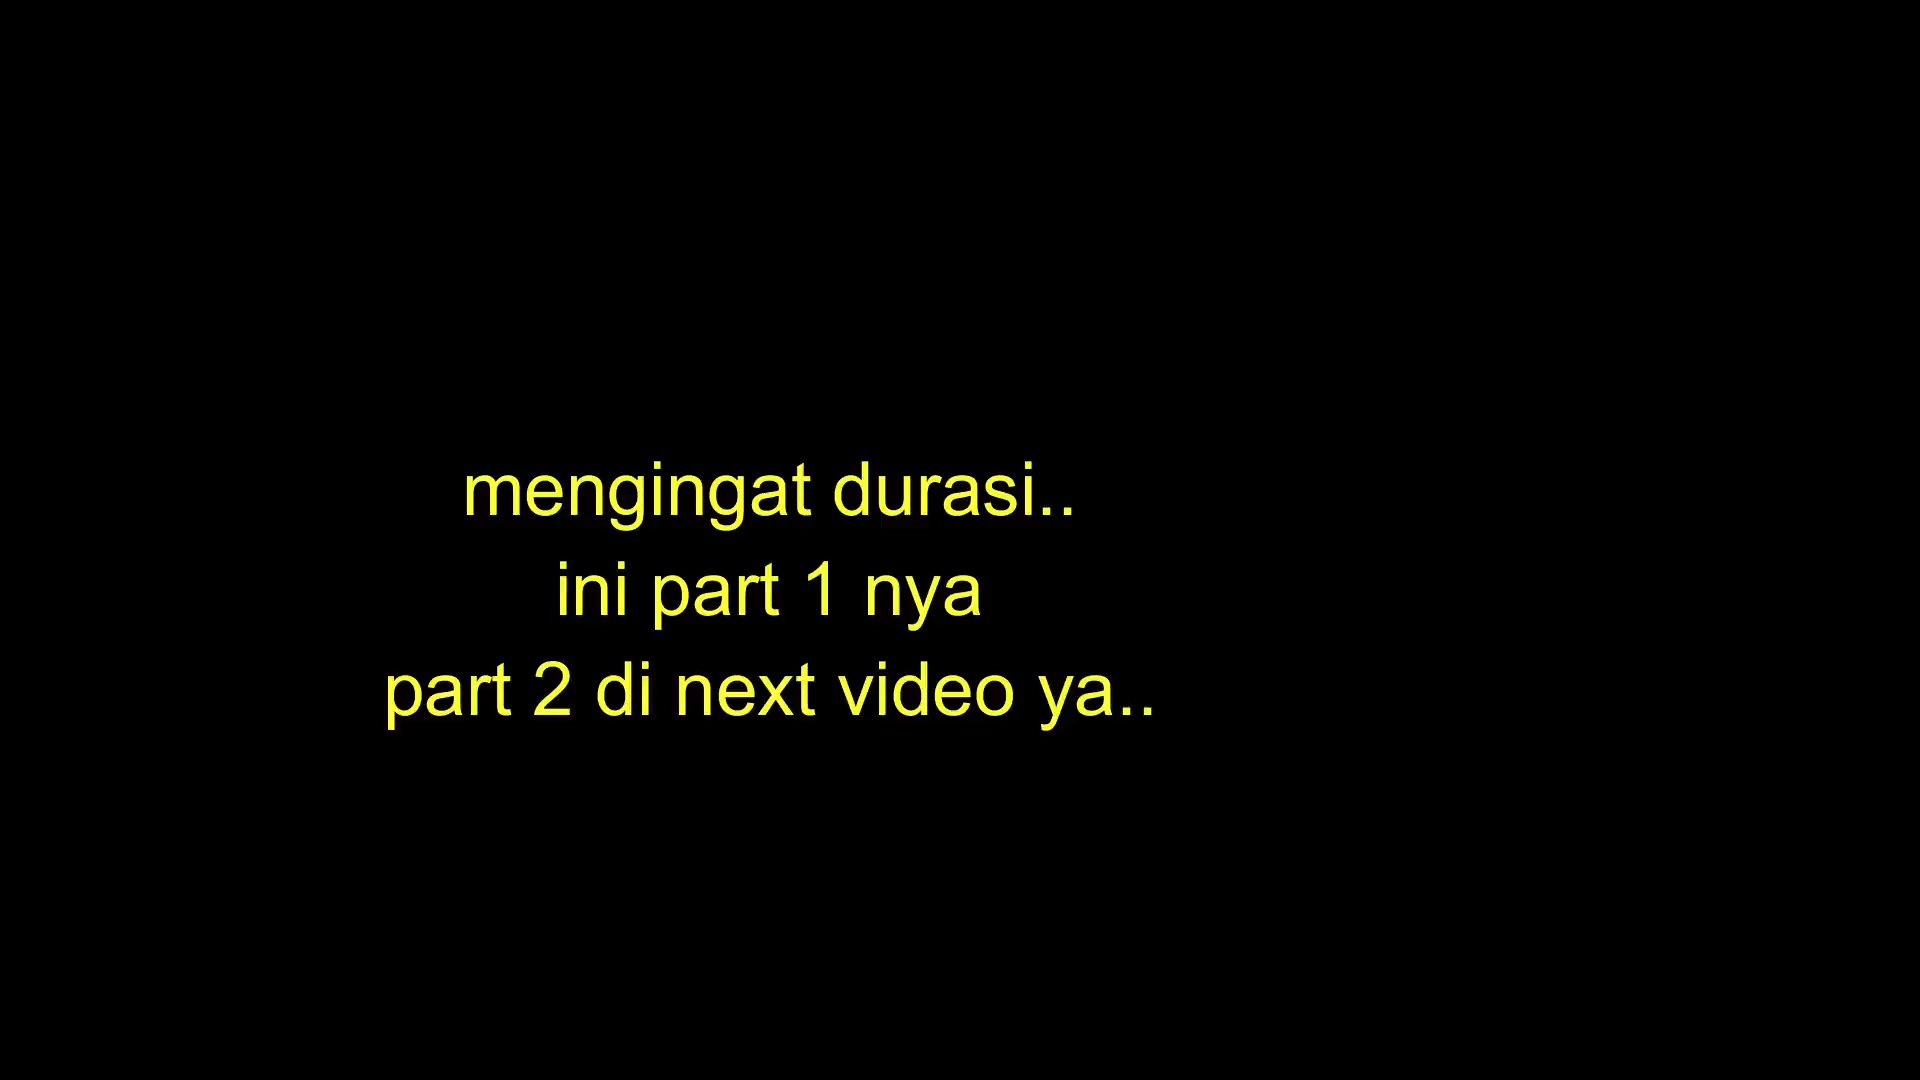 mengingat durasi..
ini part 1 nya
part 2 di next video ya..